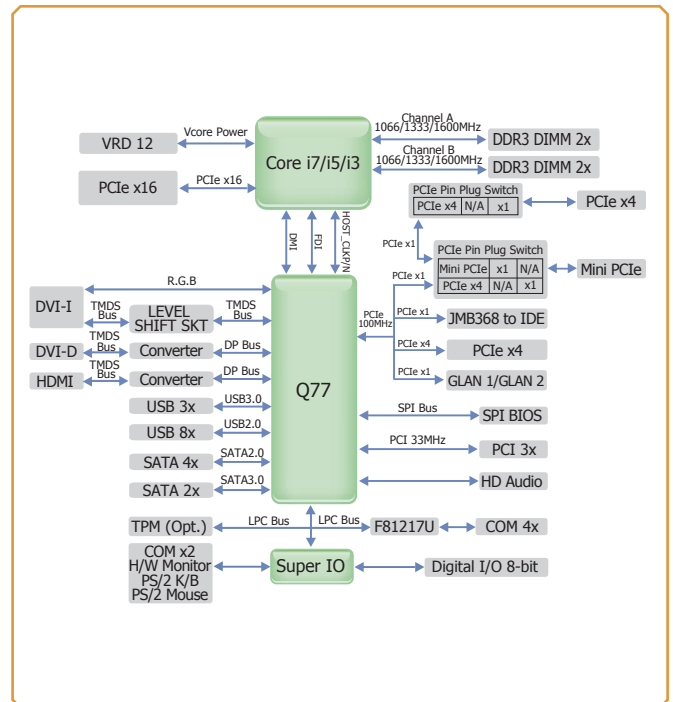 Channel A
1066/1333/1600MHz
DDR3 DIMM 2x
Vcore Power
VRD 12
Core i7/i5/i3
Channel B
1066/1333/1600MHz
DDR3 DIMM 2x
PCIe x16
PCIe x16
PCIe Pin Plug Switch
PCIe x4 N/A x1
PCIe x4
DMI
FDI
HOST_CLKP/N
PCIe x1
PCIe Pin Plug Switch
Mini PCIe x1 N/A
PCIe x4 N/A x1
Mini PCIe
PCIe x1
R.G.B
DVI-I
TMDS
Bus
LEVEL
SHIFT SKT
TMDS
Bus
PCIe
100MHz
PCIe x1
JMB368 to IDE
DVI-D
TMDS
Bus
Converter
DP Bus
PCIe x4
PCIe x4
HDMI
TMDS
Bus
Converter
DP Bus
PCIe x1
GLAN 1/GLAN 2
Q77
USB 3x
USB3.0
SPI Bus
SPI BIOS
USB 8x
USB2.0
PCI 33MHz
PCI 3x
SATA 4x
SATA2.0
HD Audio
SATA 2x
SATA3.0
TPM (Opt.)
LPC Bus
LPC Bus
F81217U
COM 4x
COM x2
H/W Monitor
PS/2 K/B
PS/2 Mouse
Super IO
Digital I/O 8-bit